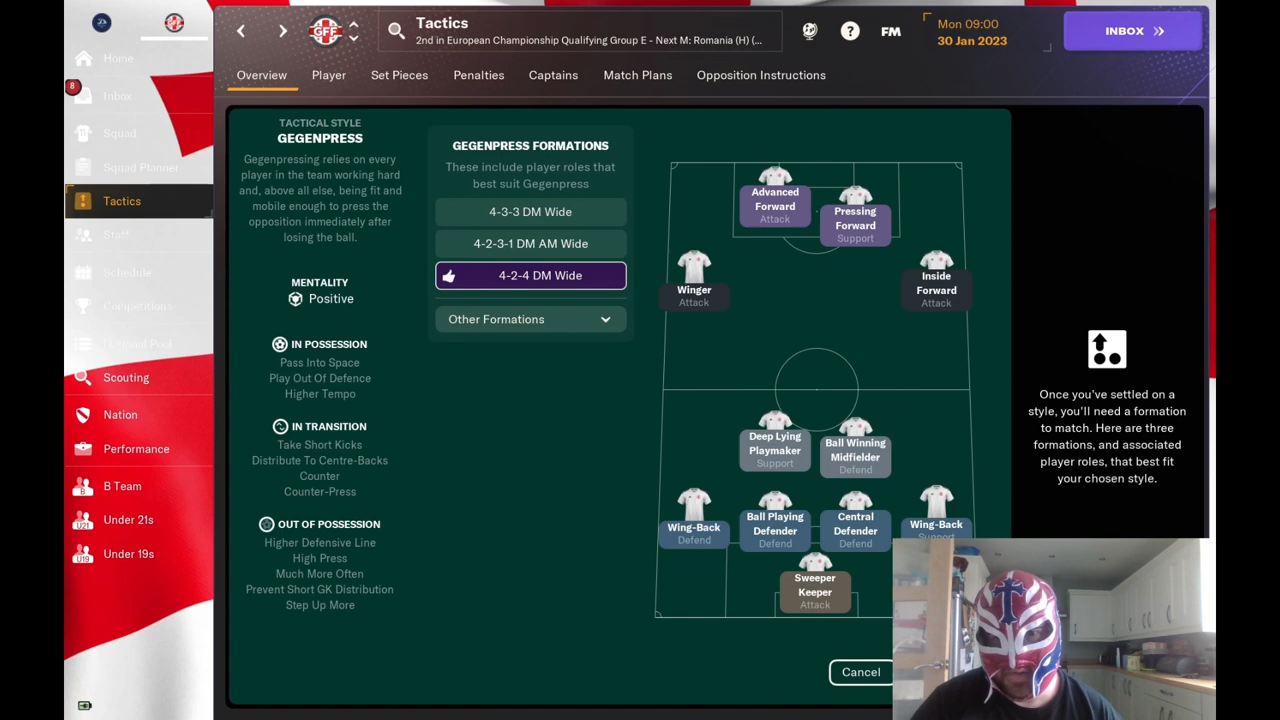 GFF
Tactics
2nd in European Championship Qualifying Group E - Next M: Romania (H) (...
FM
Mon 09:00
30 Jan 2023
INBOX
Overview
Player
Set Pieces
Penalties
Captains
Match Plans
Opposition Instructions
Home
8
Inbox
Squad
Squad Planner
Tactics
Staff
Schedule
Competitions
Scouting
Nation
Performance
B
B Team
U21
Under 21s
U19
Under 19s
TACTICAL STYLE
GEGENPRESS
Gegenpressing relies on every
player in the team working hard
and, above all else, being fit and
mobile enough to press the
opposition immediately after
losing the ball.
MENTALITY
Positive
IN POSSESSION
Pass Into Space
Play Out Of Defence
Higher Tempo
IN TRANSITION
Take Short Kicks
Distribute To Centre-Backs
Counter
Counter-Press
OUT OF POSSESSION
Higher Defensive Line
High Press
Much More Often
Prevent Short GK Distribution
Step Up More
GEGENPRESS FORMATIONS
These include player roles that
best suit Gegenpress
4-3-3 DM Wide
4-2-3-1 DM AM Wide
4-2-4 DM Wide
Other Formations
Advanced
Forward
Attack
Pressing
Forward
Support
Winger
Attack
Inside
Forward
Attack
Deep Lying
Playmaker
Support
Ball Winning
Midfielder
Defend
Wing-Back
Defend
Ball Playing
Defender
Defend
Central
Defender
Defend
Wing-Back
Support
Sweeper
Keeper
Attack
Cancel
Once you've settled on a
style, you'll need a formation
to match. Here are three
formations, and associated
player roles, that best fit
your chosen style.